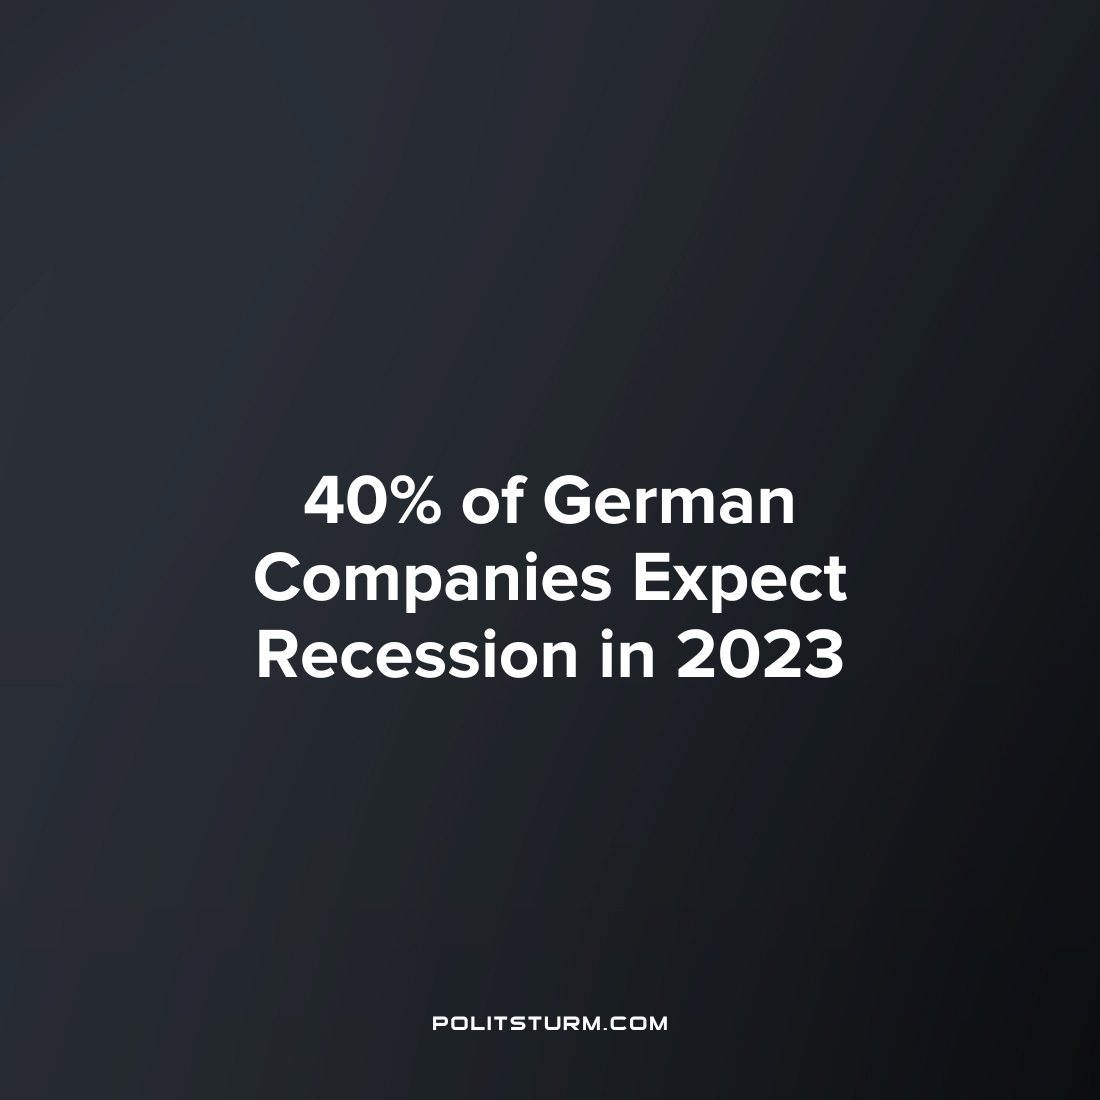 40% of German
Companies Expect
Recession in 2023
POLITSTURM.COM